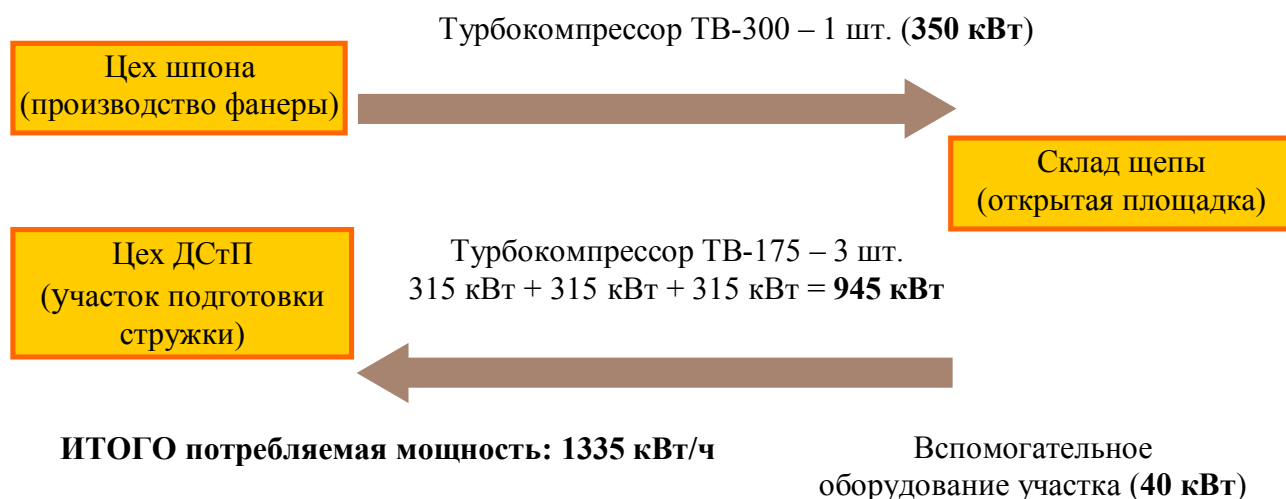 Турбокомпрессор ТВ-300 – 1 шт. (350 кВт)
Цех шпона
(производство фанеры)
Склад щепы
(открытая площадка)
Цех ДСтП
(участок подготовки
стружки)
Турбокомпрессор ТВ-175 – 3 шт.
315 кВт + 315 кВт + 315 кВт = 945 кВт
ИТОГО потребляемая мощность: 1335 кВт/ч
Вспомогательное
оборудование участка (40 кВт)